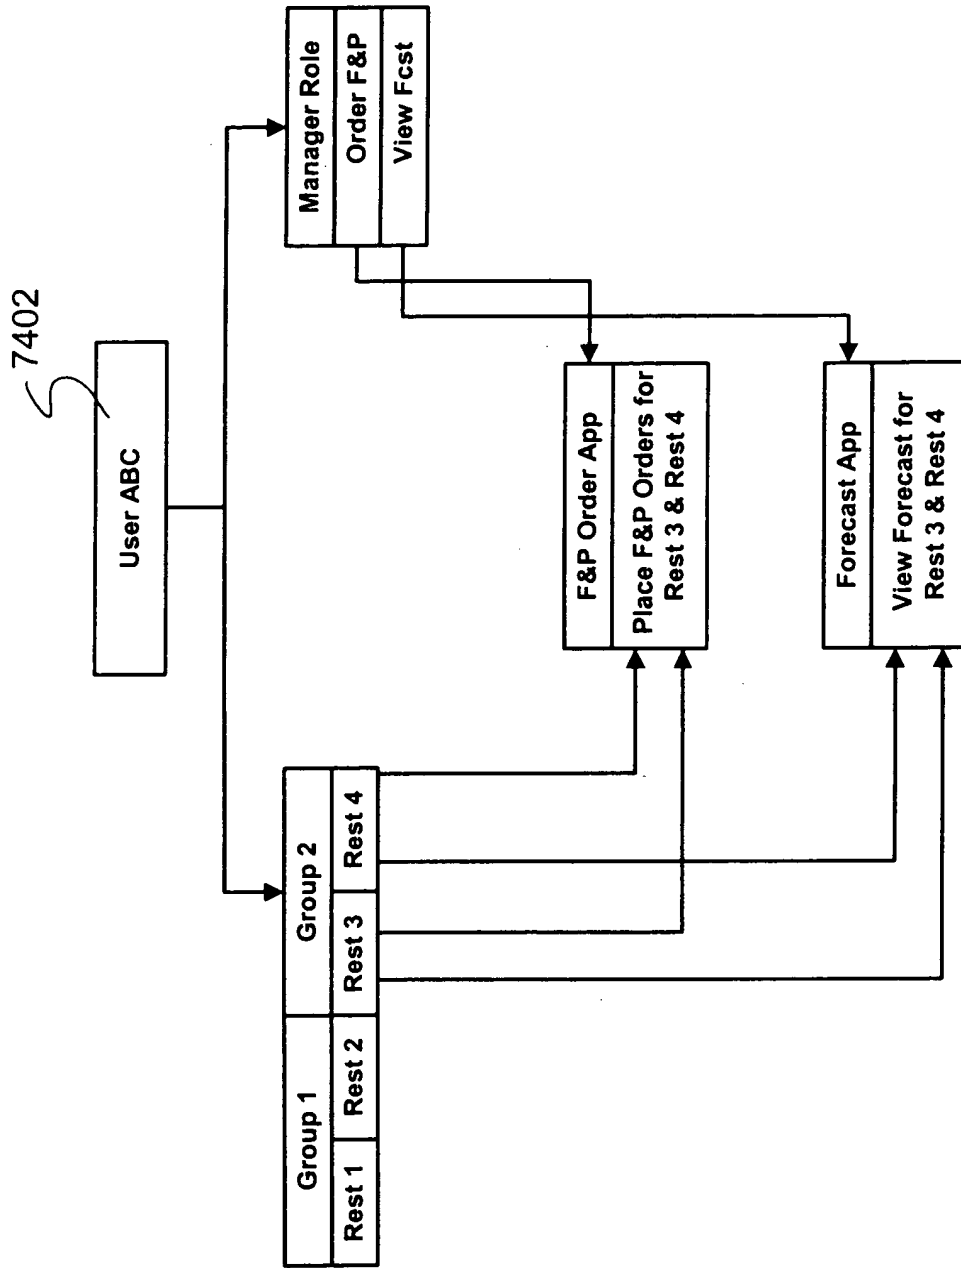 7402
User ABC
Group 1
Group 2
Rest 1
Rest 2
Rest 3
Rest 4
Manager Role
Order F&P
View Fcst
F&P Order App
Place F&P Orders for
Rest 3 & Rest 4
Forecast App
View Forecast for
Rest 3 & Rest 4